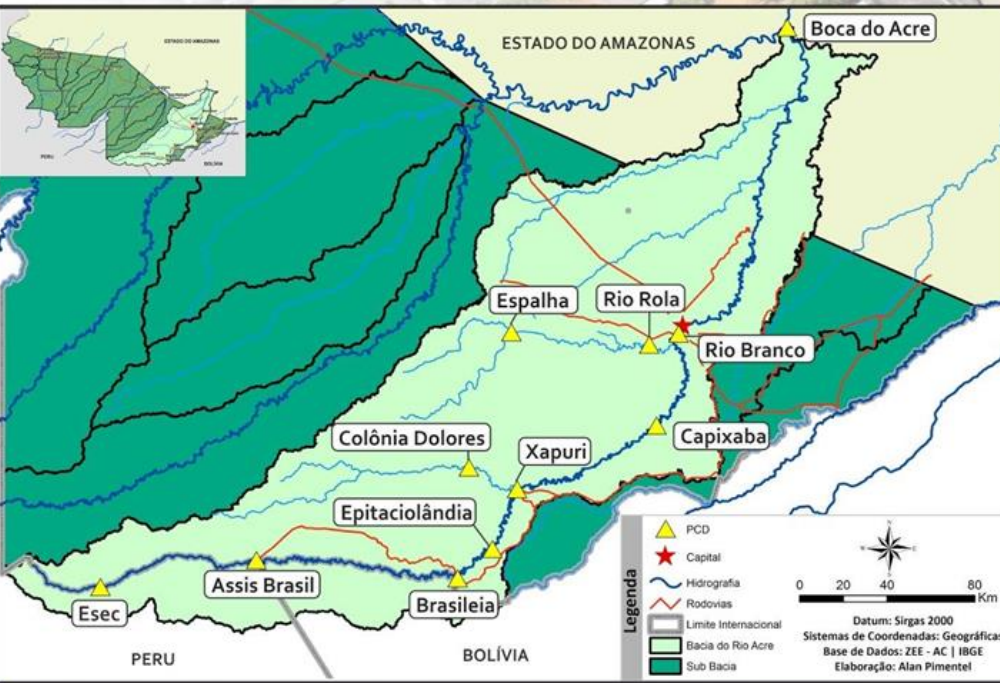 ESTADO DO AMAZONAS
PERU
BOLÍVIA
ESTADO DO AMAZONAS
Boca do Acre
Espalha
Rio Rola
Rio Branco
Colônia Dolores
Xapuri
Capixaba
Epitaciolândia
Assis Brasil
Brasileia
Esec
PERU
BOLÍVIA
Legenda
PCD
Capital
Hidrografia
Rodovias
Limite Internacional
Bacia do Rio Acre
Sub Bacia
N
W
E
S
0 20 40 80
Km
Datum: Sirgas 2000
Sistemas de Coordenadas: Geográficas
Base de Dados: ZEE - AC | IBGE
Elaboração: Alan Pimentel